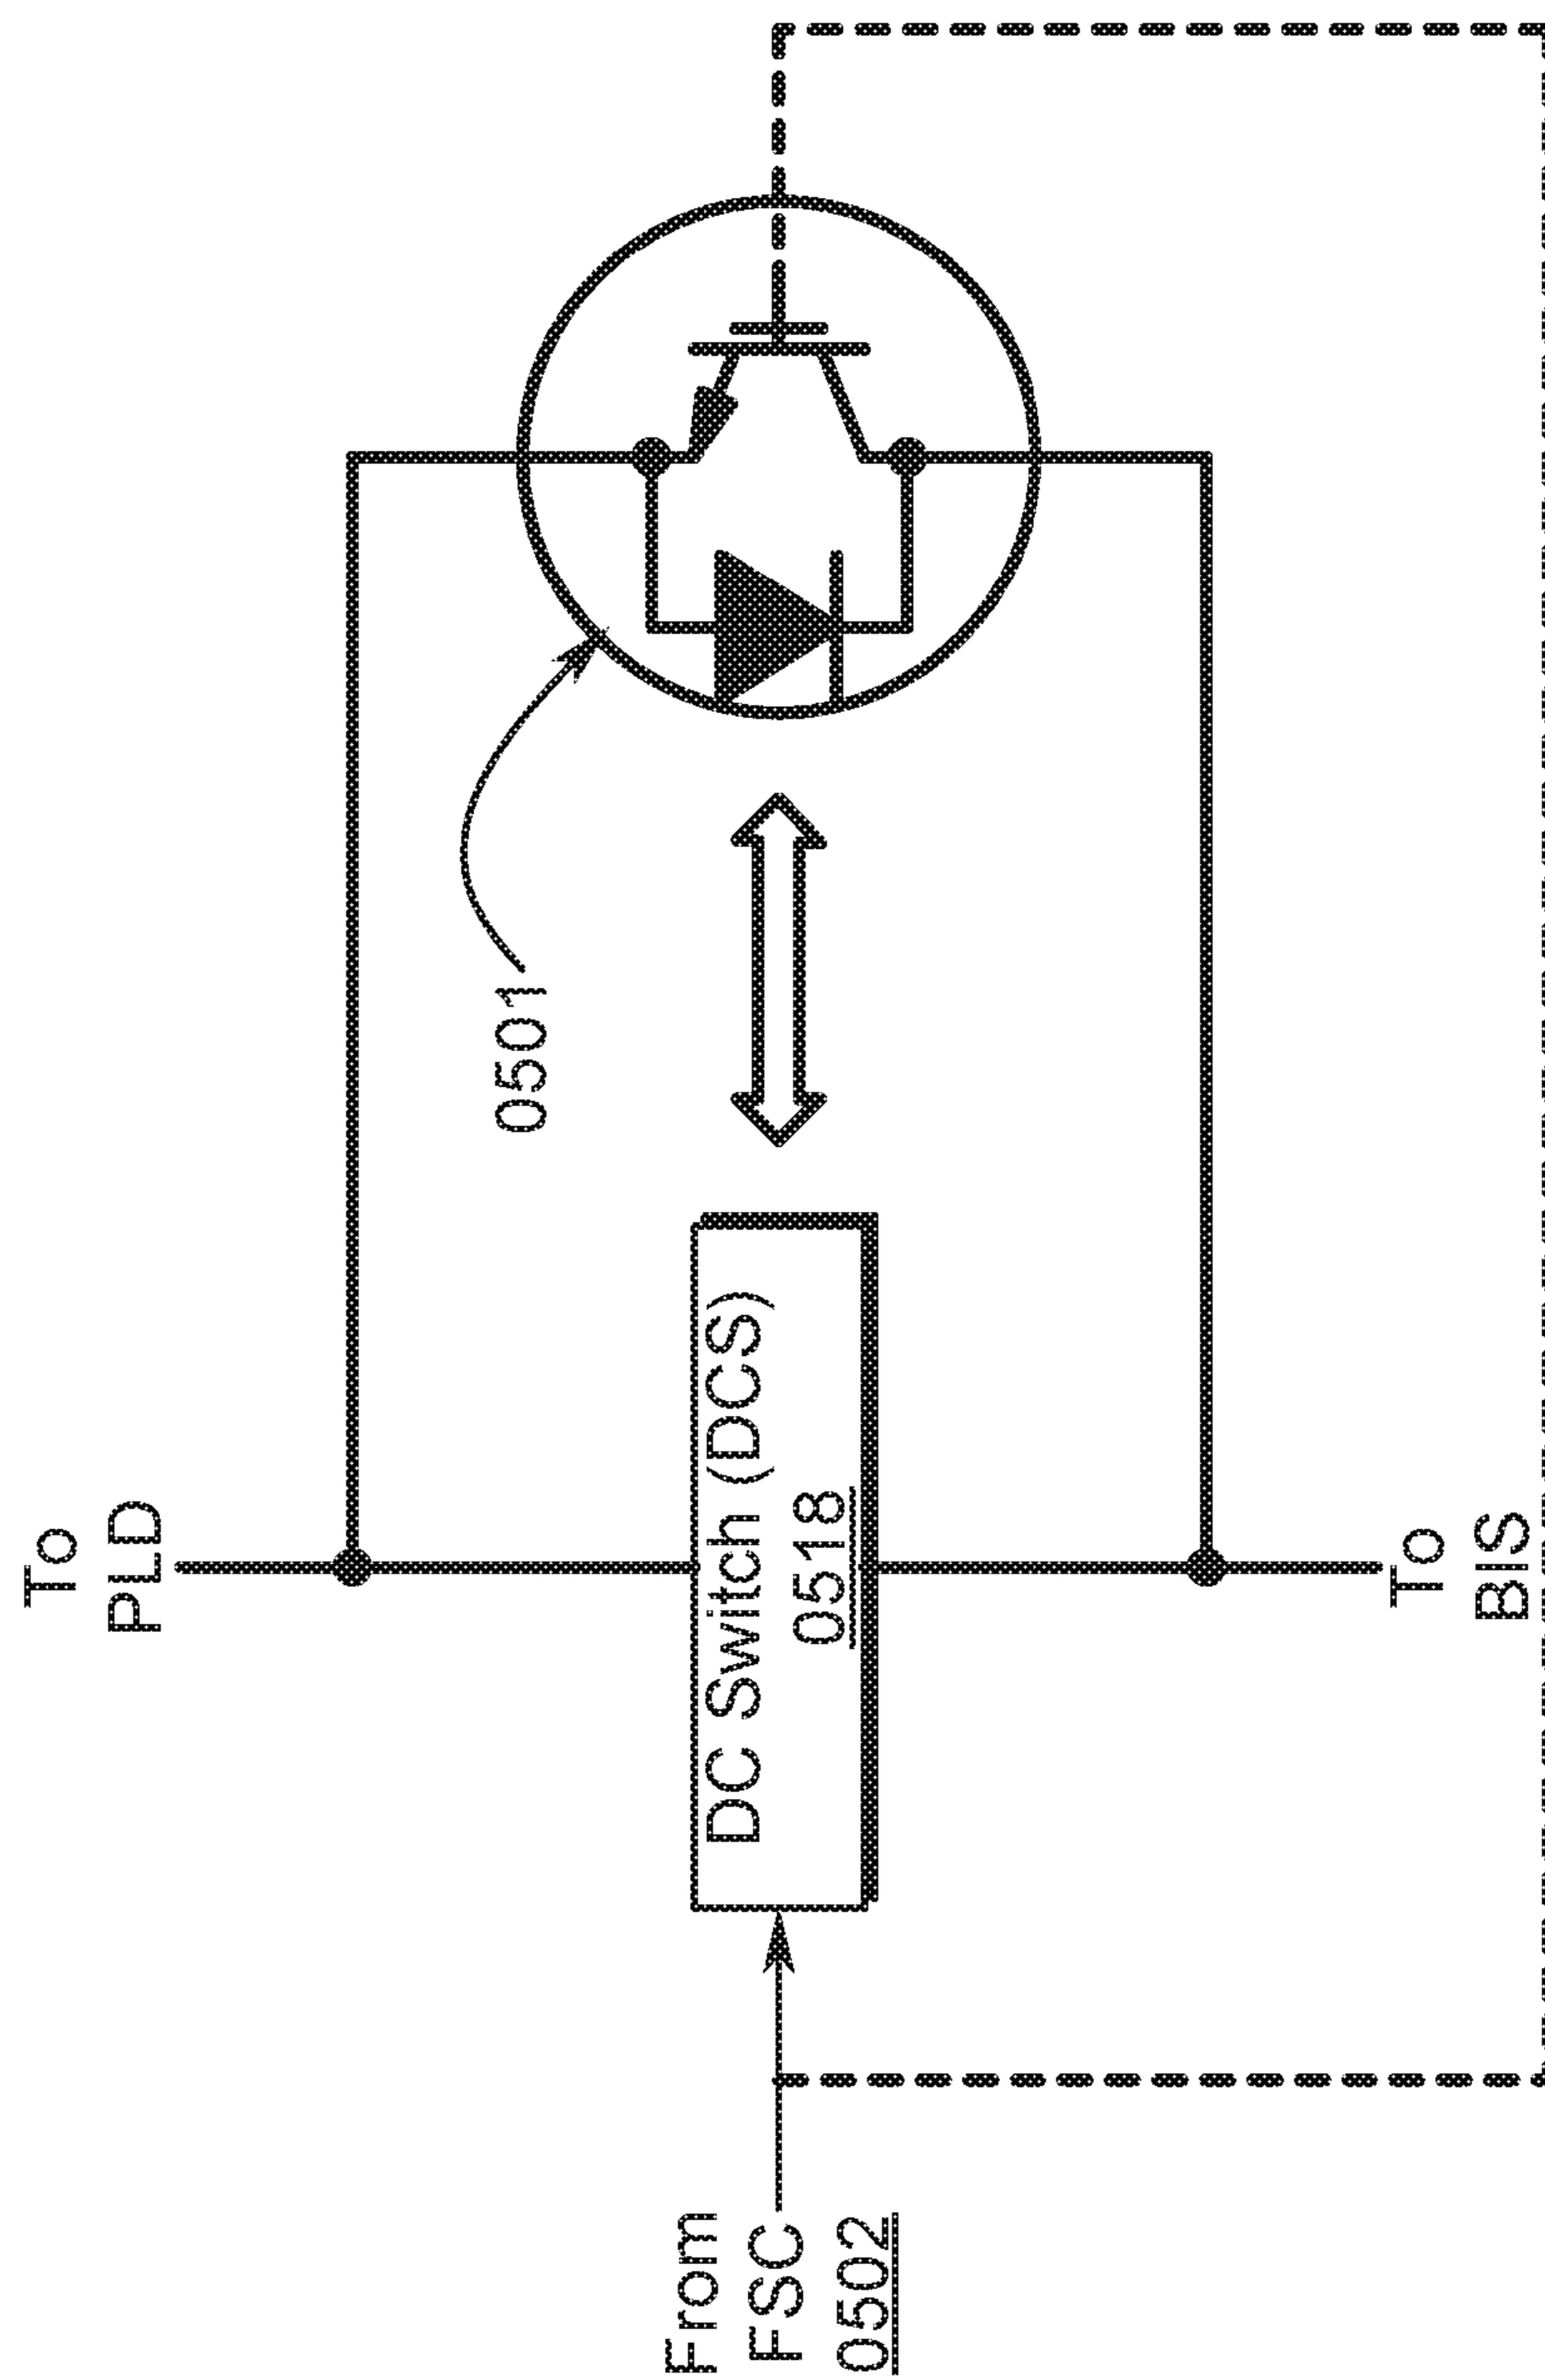 To
PLD
0501
DC Switch (DCS)
0518
From
FSC
0502
To
BIS